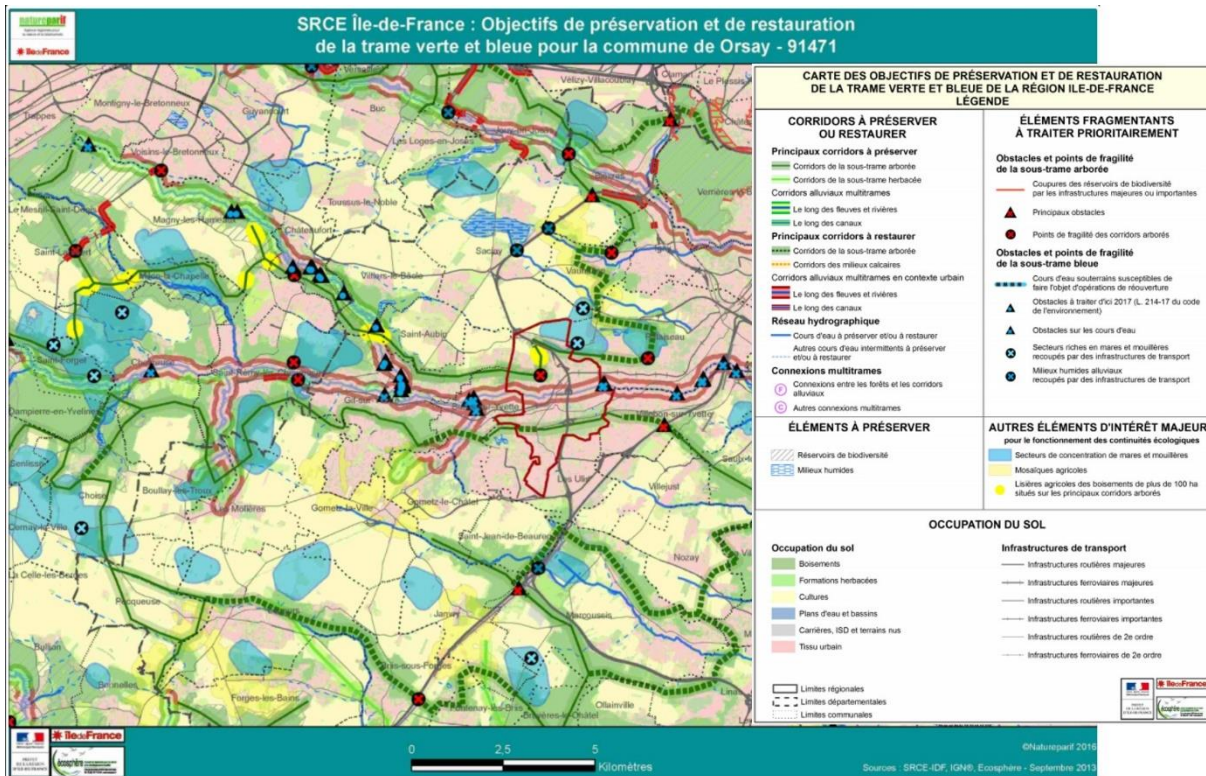 natureparif
îledeFrance
SRCE Île-de-France : Objectifs de préservation et de restauration
de la trame verte et bleue pour la commune de Orsay - 91471
Vélizy-Villacoublay
Montigny-le-Bretonneux
Guyancourt
Buc
Trappes
Les Loges-en-Josas
Voisins-le-Bretonneux
Toussus-le-Noble
Magny-les-Hameaux
Châteaufort
Saclay
Villiers-le-Bâcle
Saint-Aubin
Dampierre-en-Yvelines
Les Ulis
Villejust
Choisel
Boullay-les-Troux
Les Molières
Gometz-la-Ville
Gometz-le-Châtel
Saint-Jean-de-Beauregard
Nozay
La Celle-les-Bordes
Pecqueuse
Marcoussis
Bullion
Bonnelles
Forges-les-Bains
Ollainville
CARTE DES OBJECTIFS DE PRÉSERVATION ET DE RESTAURATION
DE LA TRAME VERTE ET BLEUE DE LA RÉGION ILE-DE-FRANCE
LÉGENDE
CORRIDORS À PRÉSERVER
OU RESTAURER
Principaux corridors à préserver
Corridors de la sous-trame arborée
Corridors de la sous-trame herbacée
Corridors alluviaux multitrames
Le long des fleuves et rivières
Le long des canaux
Principaux corridors à restaurer
Corridors de la sous-trame arborée
Corridors des milieux calcaires
Corridors alluviaux multitrames en contexte urbain
Le long des fleuves et rivières
Le long des canaux
Réseau hydrographique
Cours d'eau à préserver et/ou à restaurer
Autres cours d'eau intermittents à préserver
et/ou à restaurer
Connexions multitrames
F
Connexions entre les forêts et les corridors
alluviaux
C
Autres connexions multitrames
ÉLÉMENTS FRAGMENTANTS
À TRAITER PRIORITAIREMENT
Obstacles et points de fragilité
de la sous-trame arborée
Coupures des réservoirs de biodiversité
par les infrastructures majeures ou importantes
Principaux obstacles
Points de fragilité des corridors arborés
Obstacles et points de fragilité
de la sous-trame bleue
Cours d'eau souterrains susceptibles de
faire l'objet d'opérations de réouverture
Obstacles à traiter d'ici 2017 (L. 214-17 du code
de l'environnement)
Obstacles sur les cours d'eau
Secteurs riches en mares et mouillères
recoupés par des infrastructures de transport
Milieux humides alluviaux
recoupés par des infrastructures de transport
ÉLÉMENTS À PRÉSERVER
Réservoirs de biodiversité
Milieux humides
AUTRES ÉLÉMENTS D'INTÉRÊT MAJEUR
pour le fonctionnement des continuités écologiques
Secteurs de concentration de mares et mouillères
Mosaïques agricoles
Lisières agricoles des boisements de plus de 100 ha
situés sur les principaux corridors arborés
OCCUPATION DU SOL
Occupation du sol
Boisements
Formations herbacées
Cultures
Plans d'eau et bassins
Carrières, ISD et terrains nus
Tissu urbain
Limites régionales
Limites départementales
Limites communales
Infrastructures de transport
Infrastructures routières majeures
Infrastructures ferroviaires majeures
Infrastructures routières importantes
Infrastructures ferroviaires importantes
Infrastructures routières de 2e ordre
Infrastructures ferroviaires de 2e ordre
îledeFrance
écosphère
îledeFrance
écosphère
0 2,5 5
Kilomètres
©Natureparif 2016
Sources : SRCE-IDF, IGN®, Ecosphère - Septembre 2013